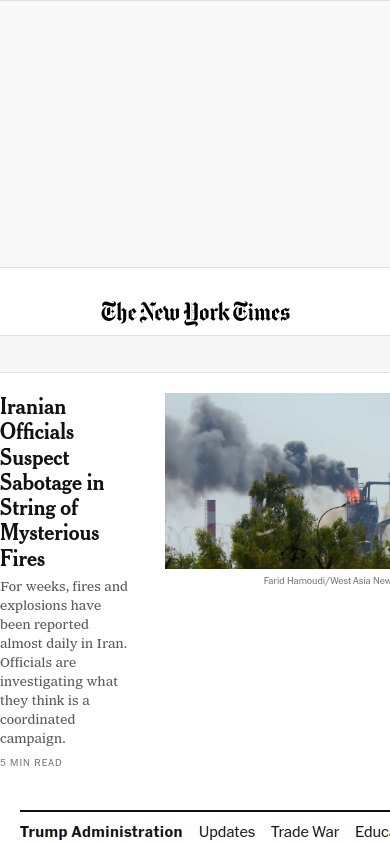 The New York Times
Iranian
Officials
Suspect
Sabotage in
String of
Mysterious
Fires
For weeks, fires and
explosions have
been reported
almost daily in Iran.
Officials are
investigating what
they think is a
coordinated
campaign.
5 MIN READ
Farid Hamoudi/West Asia New
Trump Administration Updates Trade War Educa